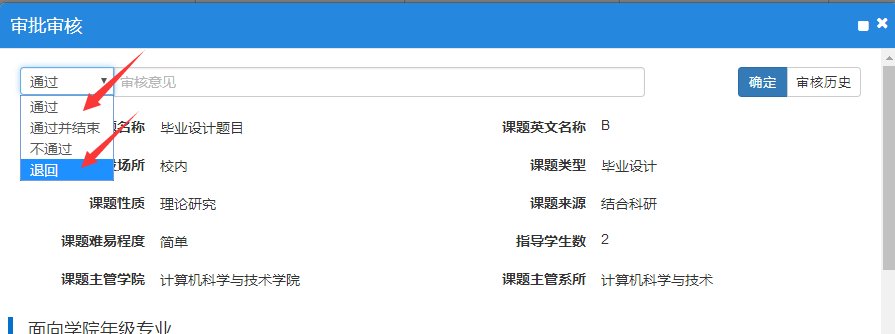 审批审核
通过 审核意见 确定 审核历史
通过
通过并结束
不通过
退回
题名称 毕业设计题目 课题英文名称 B
场所 校内 课题类型 毕业设计
课题性质 理论研究 课题来源 结合科研
课题难易程度 简单 指导学生数 2
课题主管学院 计算机科学与技术学院 课题主管系所 计算机科学与技术
面向学院年级专业